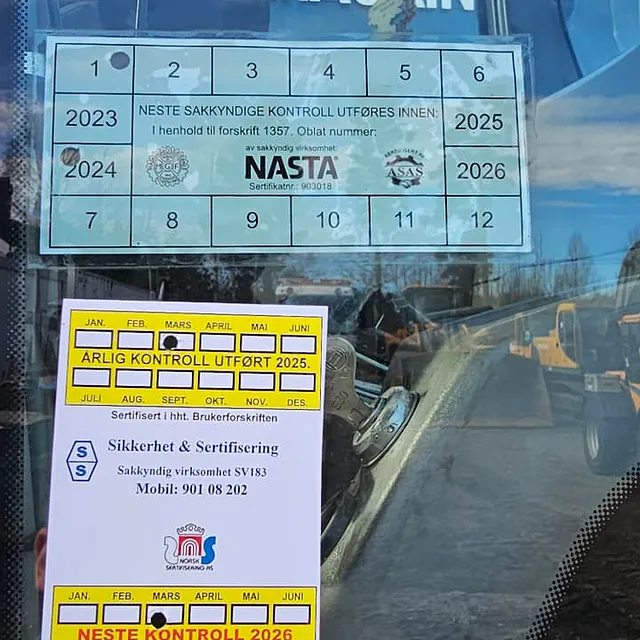 1 2 3 4 5 6
2023 NESTE SAKKYNDIGE KONTROLL UTFØRES INNEN: 2025
I henhold til forskrift 1357. Oblat nummer:
av sakkyndig virksomhet:
2024 NASTA ASAS 2026
Sertifikatnr.: 903018
7 8 9 10 11 12
JAN. FEB. MARS APRIL MAI JUNI
ÅRLIG KONTROLL UTFØRT 2025.
JULI AUG. SEPT. OKT. NOV. DES.
Sertifisert i hht. Brukerforskriften
S
S
Sikkerhet & Sertifisering
Sakkyndig virksomhet SV183
Mobil: 901 08 202
NORSK
SERTIFISERING AS
JAN. FEB. MARS APRIL MAI JUNI
NESTE KONTROLL 2026